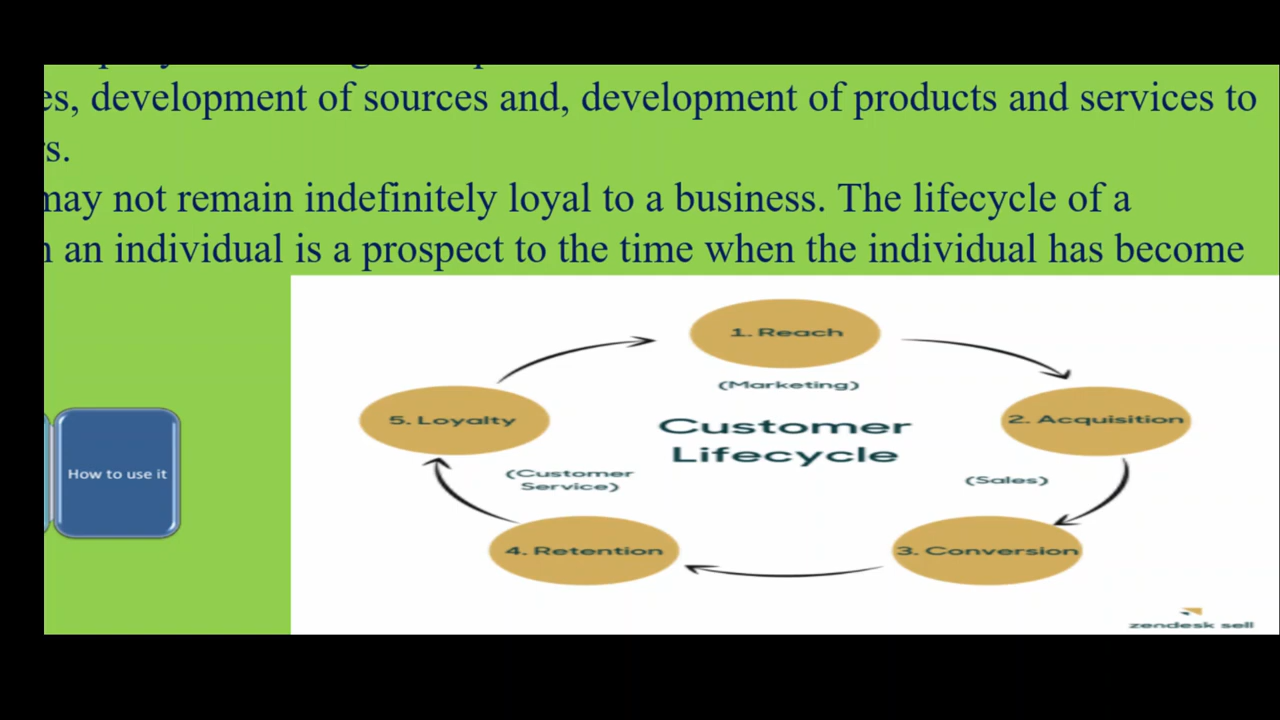 es, development of sources and, development of products and services to
rs.
may not remain indefinitely loyal to a business. The lifecycle of a
an individual is a prospect to the time when the individual has become
1. Reach
(Marketing)
5. Loyalty
2. Acquisition
Customer
Lifecycle
(Customer
Service)
(Sales)
How to use it
4. Retention
3. Conversion
zendesk sell